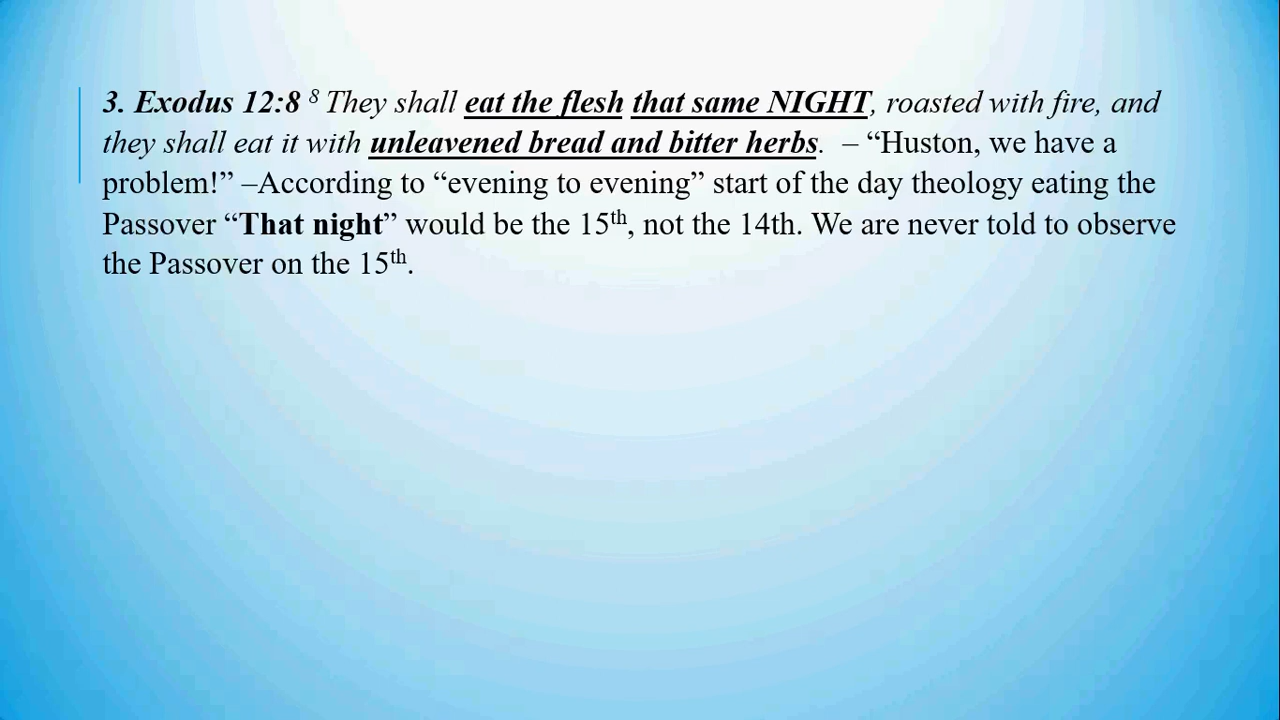 3. Exodus 12:8 ⁸ They shall eat the flesh that same NIGHT, roasted with fire, and
they shall eat it with unleavened bread and bitter herbs.  – “Huston, we have a
problem!” –According to “evening to evening” start of the day theology eating the
Passover “That night” would be the 15th, not the 14th. We are never told to observe
the Passover on the 15th.